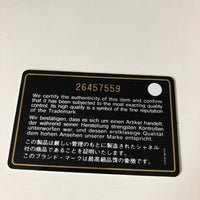 26457559
We certify the authenticity of this item and confirm
that it has been subjected to the most exacting quality
control. Its high quality is a symbol of the fine reputation
of the Trademark.
Wir bestätigen, dass es sich um einen Artikel handelt,
der während seiner Herstellung strengsten Kontrollen
unterworfen war, und dessen erstklassige Qualität
dem hohen Ansehen unserer Marke entspricht.
この製品は厳しい管理のもとに製造されたシャネル
社の商品であることを証明いたします。
このブランド・マークは最高級品質の象徴です。